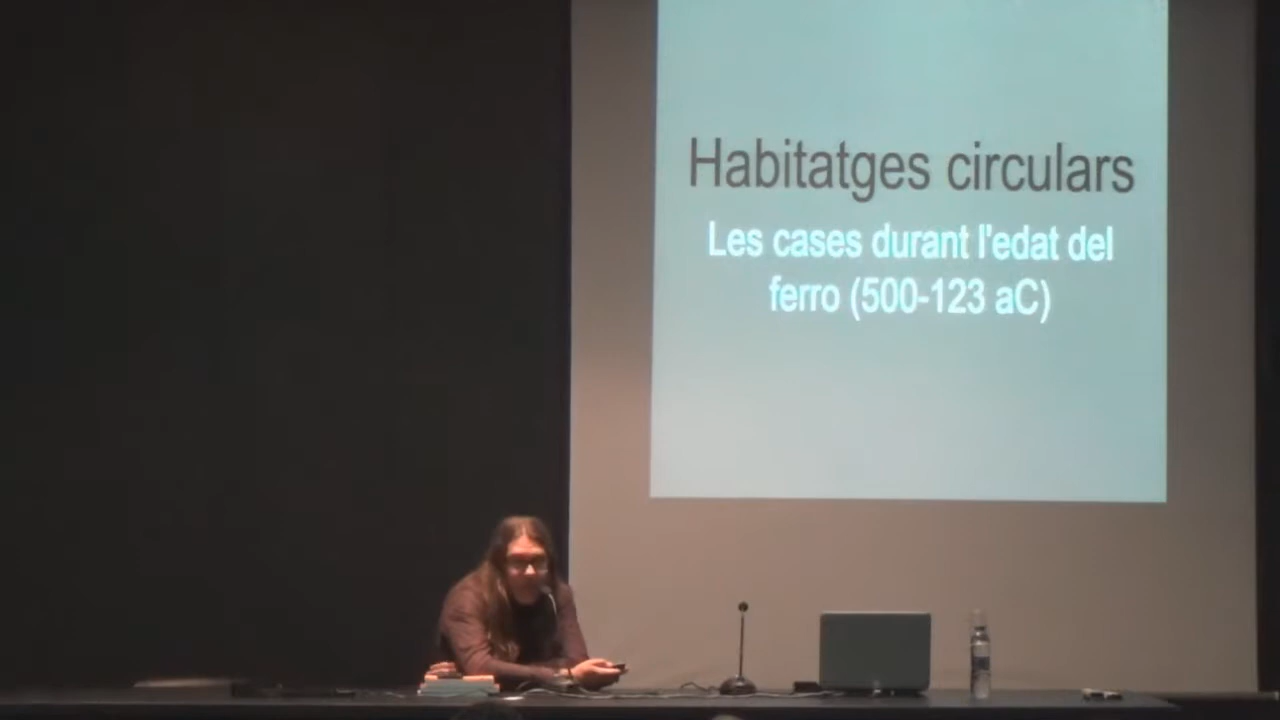 Habitatges circulars
Les cases durant l'edat del
ferro (500-123 aC)